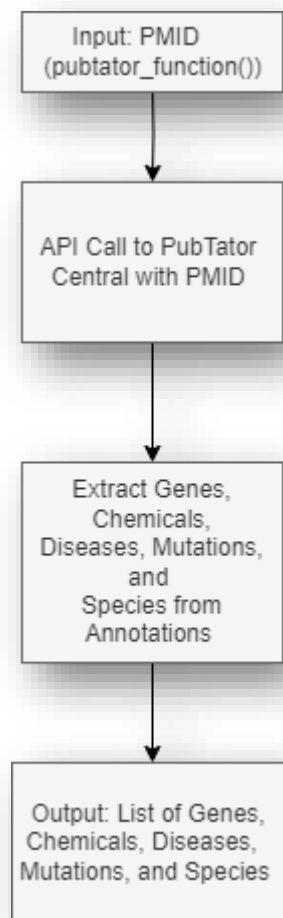 Input: PMID
(pubtator_function())
API Call to PubTator
Central with PMID
Extract Genes,
Chemicals,
Diseases, Mutations,
and
Species from
Annotations
Output: List of Genes,
Chemicals, Diseases,
Mutations, and Species